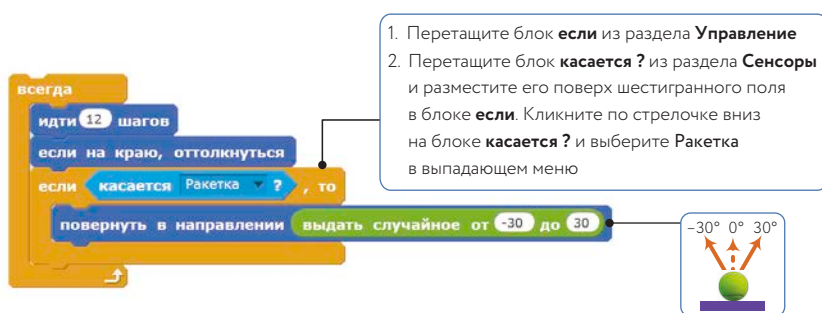 1. Перетащите блок если из раздела Управление
2. Перетащите блок касается ? из раздела Сенсоры
и разместите его поверх шестигранного поля
в блоке если. Кликните по стрелочке вниз
на блоке касается ? и выберите Ракетка
в выпадающем меню
всегда
идти 12 шагов
если на краю, оттолкнуться
если касается Ракетка ? , то
повернуть в направлении выдать случайное от -30 до 30
–30° 0° 30°